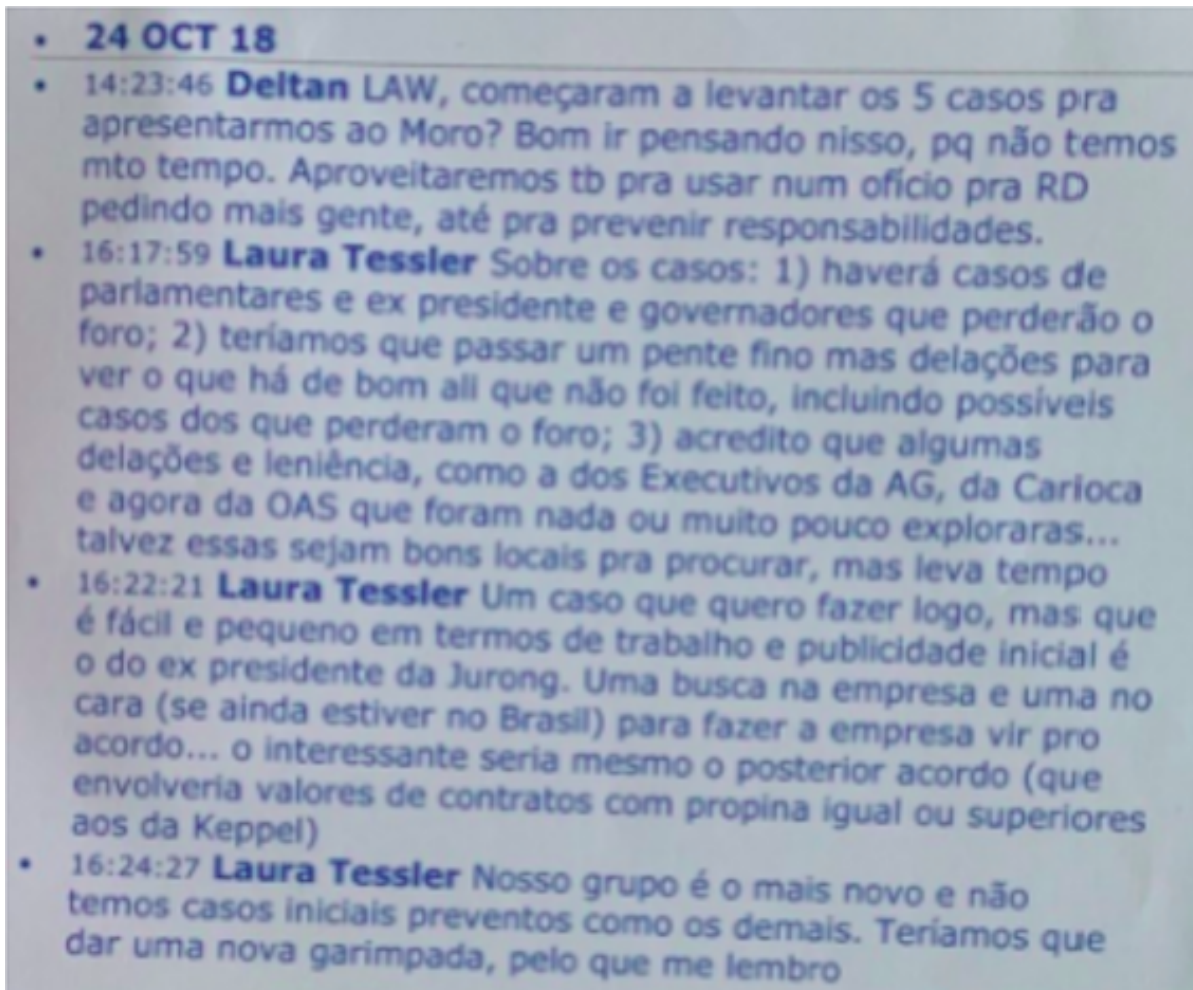 • 24 OCT 18
• 14:23:46 Deltan LAW, começaram a levantar os 5 casos pra
apresentarmos ao Moro? Bom ir pensando nisso, pq não temos
mto tempo. Aproveitaremos tb pra usar num ofício pra RD
pedindo mais gente, até pra prevenir responsabilidades.
• 16:17:59 Laura Tessler Sobre os casos: 1) haverá casos de
parlamentares e ex presidente e governadores que perderão o
foro; 2) teríamos que passar um pente fino mas delações para
ver o que há de bom ali que não foi feito, incluindo possíveis
casos dos que perderam o foro; 3) acredito que algumas
delações e leniência, como a dos Executivos da AG, da Carioca
e agora da OAS que foram nada ou muito pouco exploraras...
talvez essas sejam bons locais pra procurar, mas leva tempo
• 16:22:21 Laura Tessler Um caso que quero fazer logo, mas que
é fácil e pequeno em termos de trabalho e publicidade inicial é
o do ex presidente da Jurong. Uma busca na empresa e uma no
cara (se ainda estiver no Brasil) para fazer a empresa vir pro
acordo... o interessante seria mesmo o posterior acordo (que
envolveria valores de contratos com propina igual ou superiores
aos da Keppel)
• 16:24:27 Laura Tessler Nosso grupo é o mais novo e não
temos casos iniciais preventos como os demais. Teríamos que
dar uma nova garimpada, pelo que me lembro